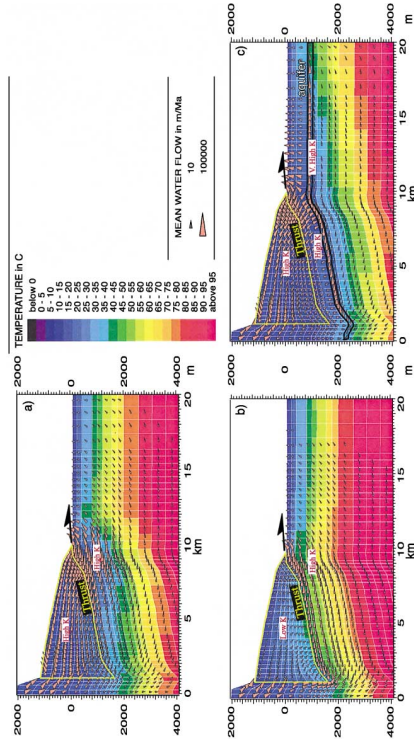 TEMPERATURE in C
below 0
0 - 5
5 - 10
10 - 15
15 - 20
20 - 25
25 - 30
30 - 35
35 - 40
40 - 45
45 - 50
50 - 55
55 - 60
60 - 65
65 - 70
70 - 75
75 - 80
80 - 85
85 - 90
90 - 95
above 95
MEAN WATER FLOW in m/Ma
10
100000
a)
2000
0
2000
4000
m
High K
High K
Thrust
0
5
10
15
20
km
b)
2000
0
2000
4000
m
Low K
High K
Thrust
0
5
10
15
20
km
c)
2000
0
2000
4000
m
High K
High K
V. High K
Thrust
aquifer
0
5
10
15
20
km